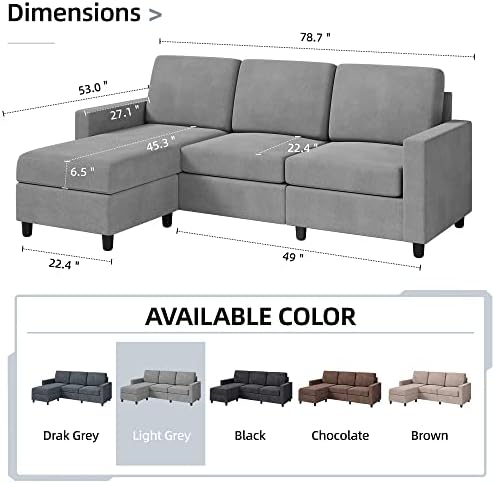 Dimensions >
78.7 "
53.0 "
27.1 "
45.3 "
22.4 "
6.5 "
22.4 "
49 "
AVAILABLE COLOR
Drak Grey
Light Grey
Black
Chocolate
Brown